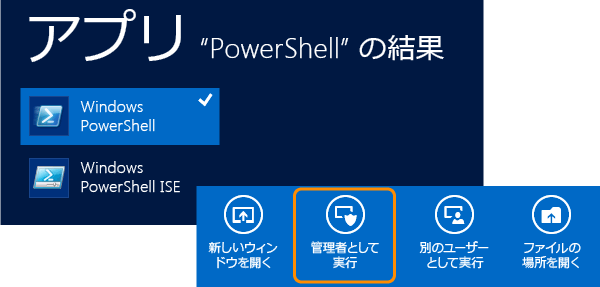 アプリ “PowerShell” の結果
Windows
PowerShell
Windows
PowerShell ISE
新しいウィン
ドウを開く
管理者として
実行
別のユーザー
として実行
ファイルの
場所を開く